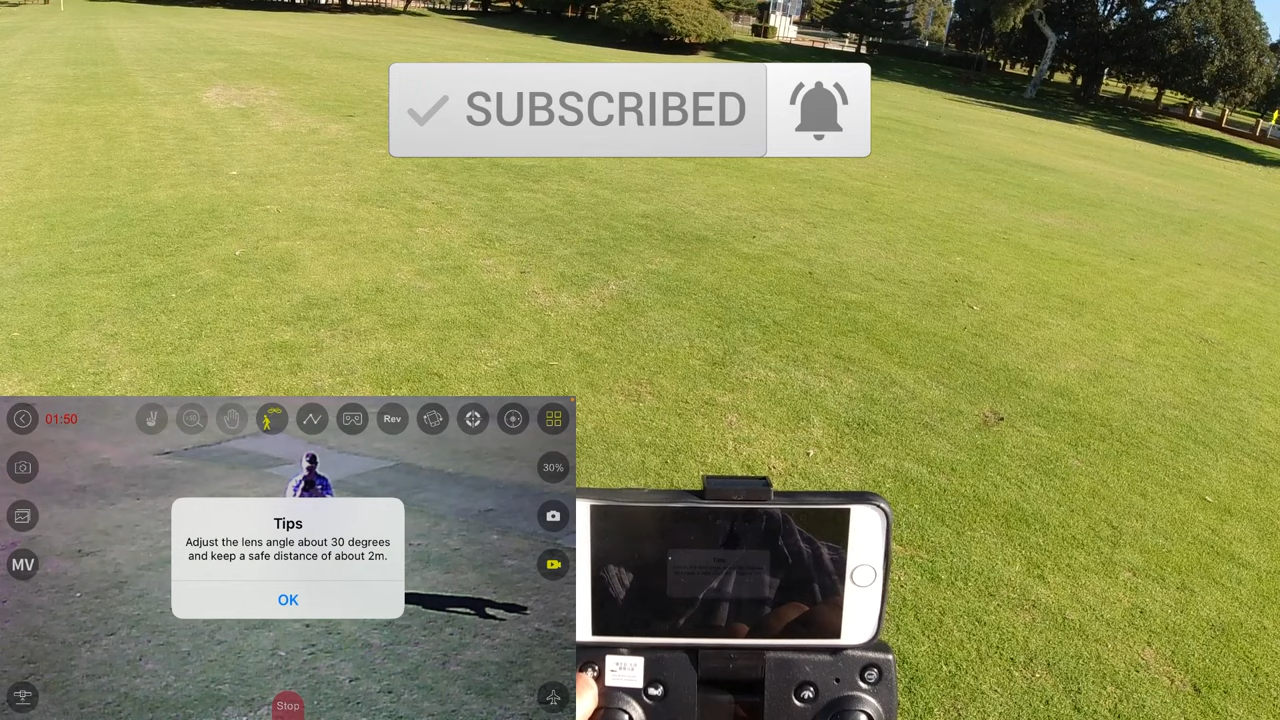 SUBSCRIBED
01:50
Rev
30%
Tips
Adjust the lens angle about 30 degrees
and keep a safe distance of about 2m.
MV
OK
Stop
Tips